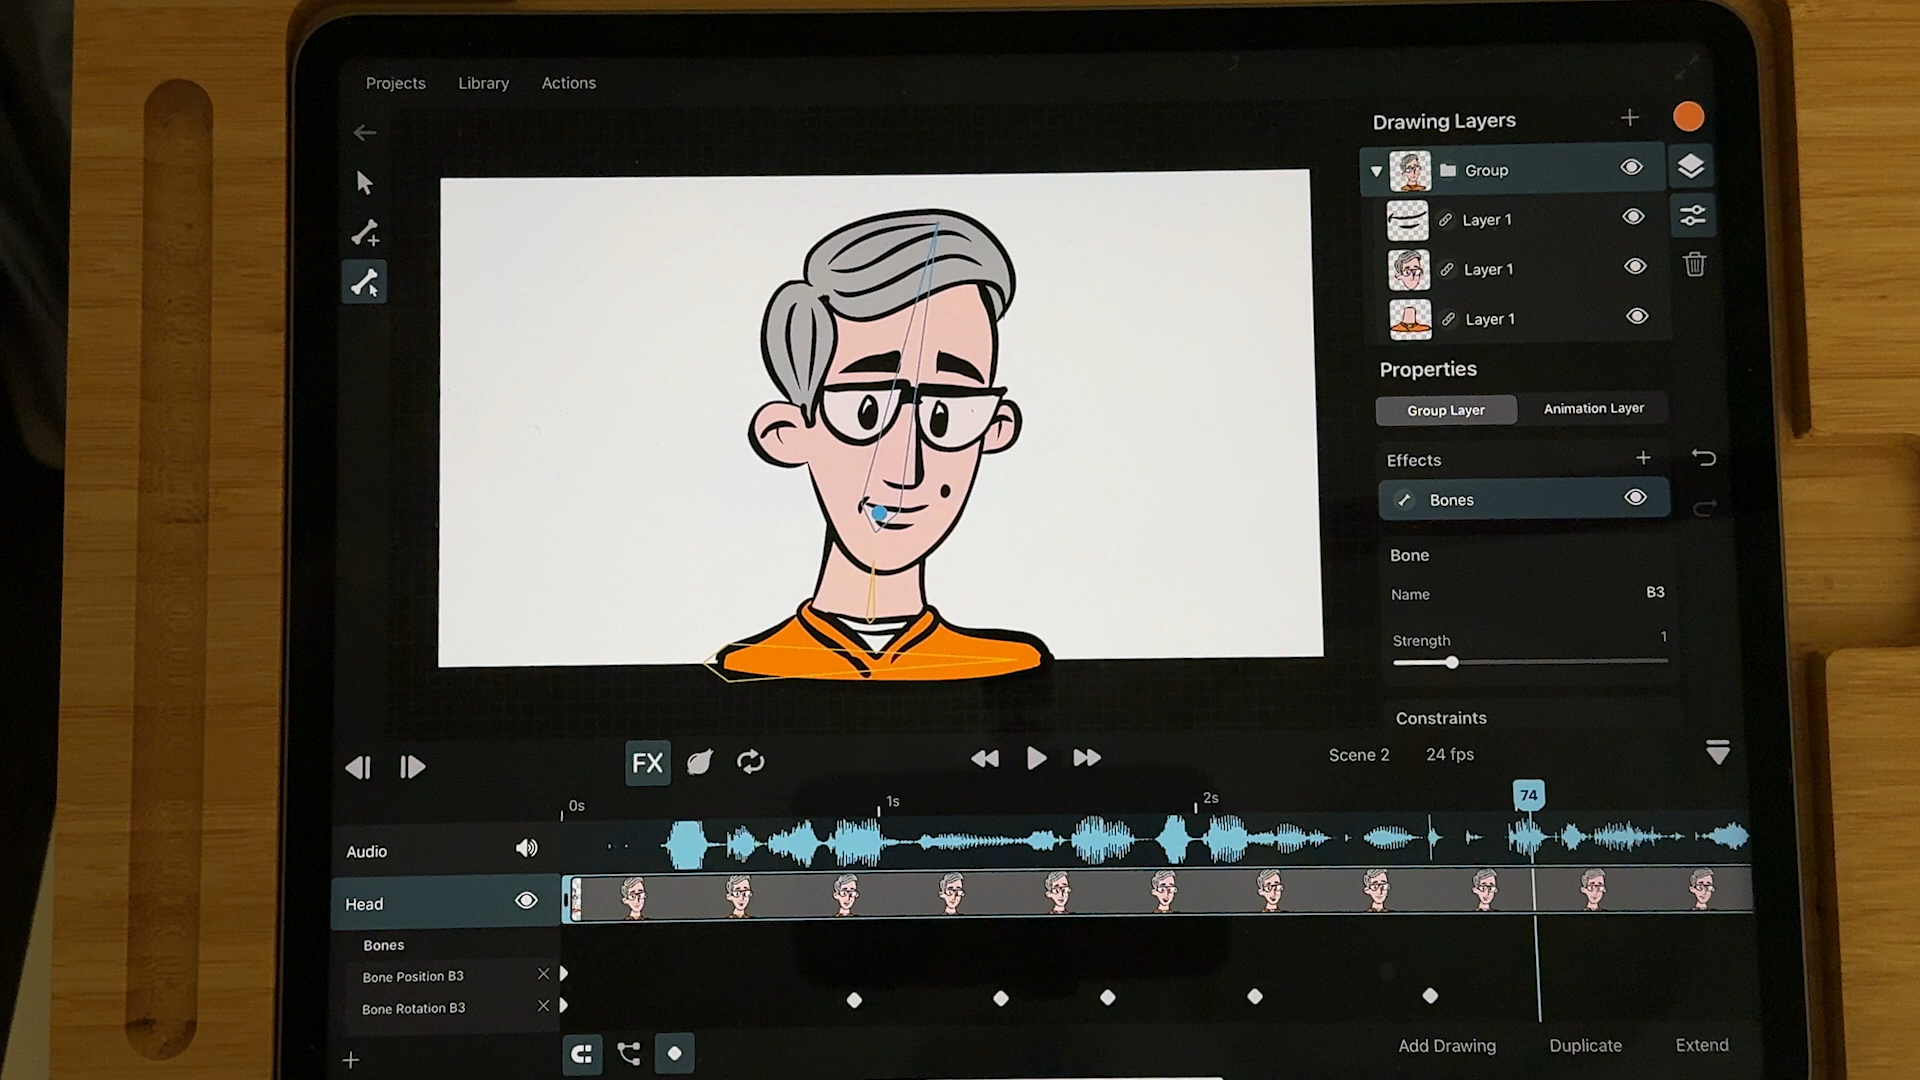 Projects
Library
Actions
Drawing Layers
Group
Layer 1
Layer 1
Layer 1
Properties
Group Layer
Animation Layer
Effects
Bones
Bone
Name
B3
Strength
1
Constraints
FX
Scene 2
24 fps
0s
1s
2s
74
Audio
Head
Bones
Bone Position B3
Bone Rotation B3
Add Drawing
Duplicate
Extend